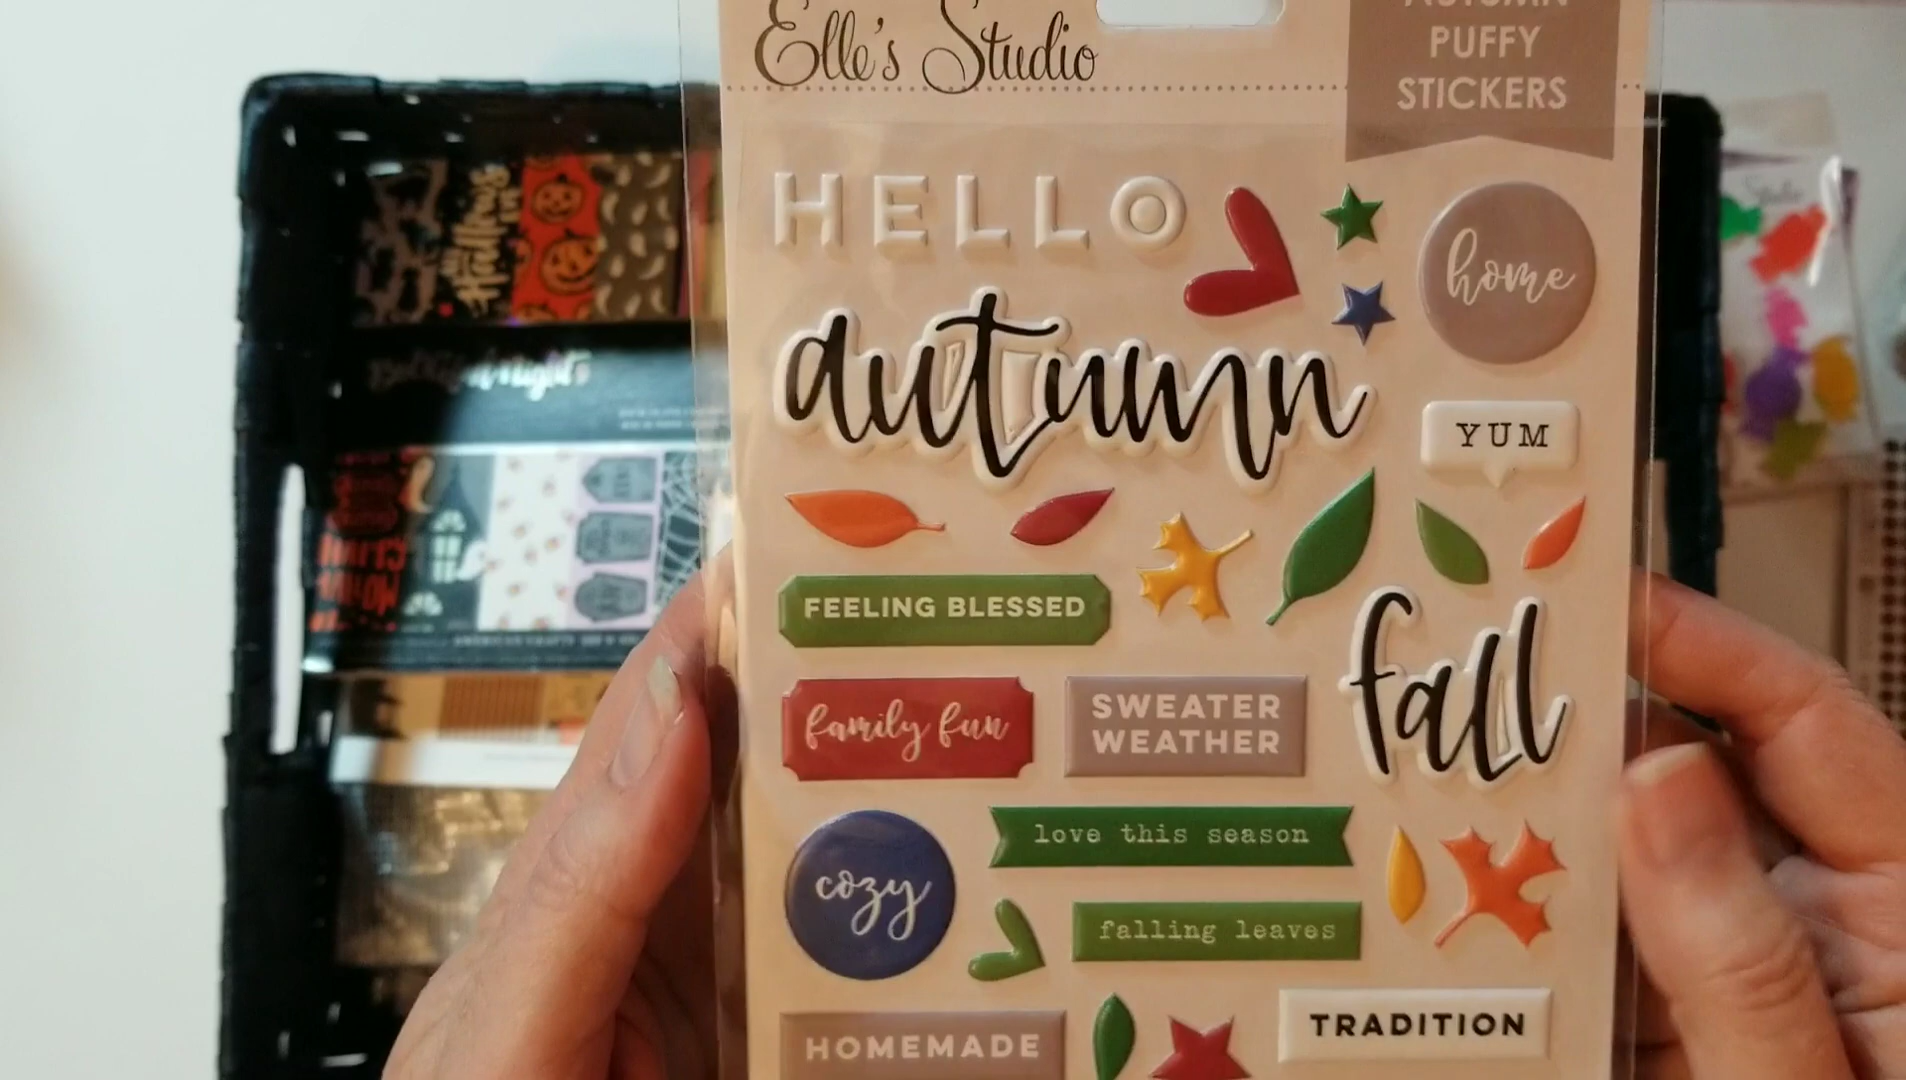 Elle's Studio
AUTUMN
PUFFY
STICKERS
HELLO
home
autumn
YUM
FEELING BLESSED
fall
family fun
SWEATER
WEATHER
love this season
cozy
falling leaves
TRADITION
HOMEMADE